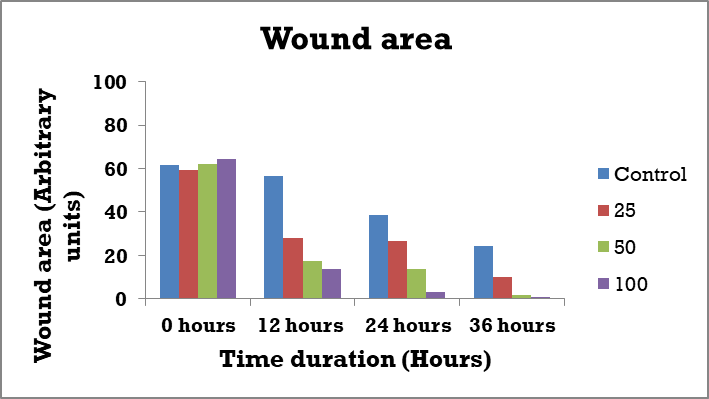 Wound area
Wound area (Arbitrary
units)
100
80
60
40
20
0
0 hours
12 hours
24 hours
36 hours
Time duration (Hours)
Control
25
50
100